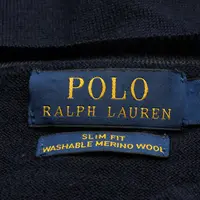 POLO
RALPH LAUREN
SLIM FIT
WASHABLE MERINO WOOL